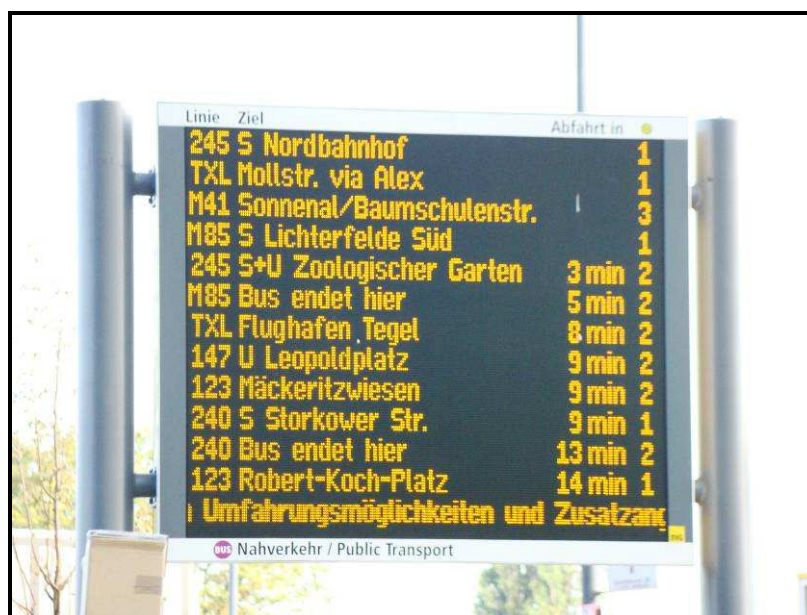 Linie Ziel Abfahrt in
245 S Nordbahnhof 1
TXL Mollstr. via Alex 1
M41 Sonnenal/Baumschulenstr. 3
M85 S Lichterfelde Süd 1
245 S+U Zoologischer Garten 3 min 2
M85 Bus endet hier 5 min 2
TXL Flughafen Tegel 8 min 2
147 U Leopoldplatz 9 min 2
123 Mäckeritzwiesen 9 min 2
240 S Storkower Str. 9 min 1
240 Bus endet hier 13 min 2
123 Robert-Koch-Platz 14 min 1
Umfahrungsmöglichkeiten und Zusatzang
BVG
BUS Nahverkehr / Public Transport